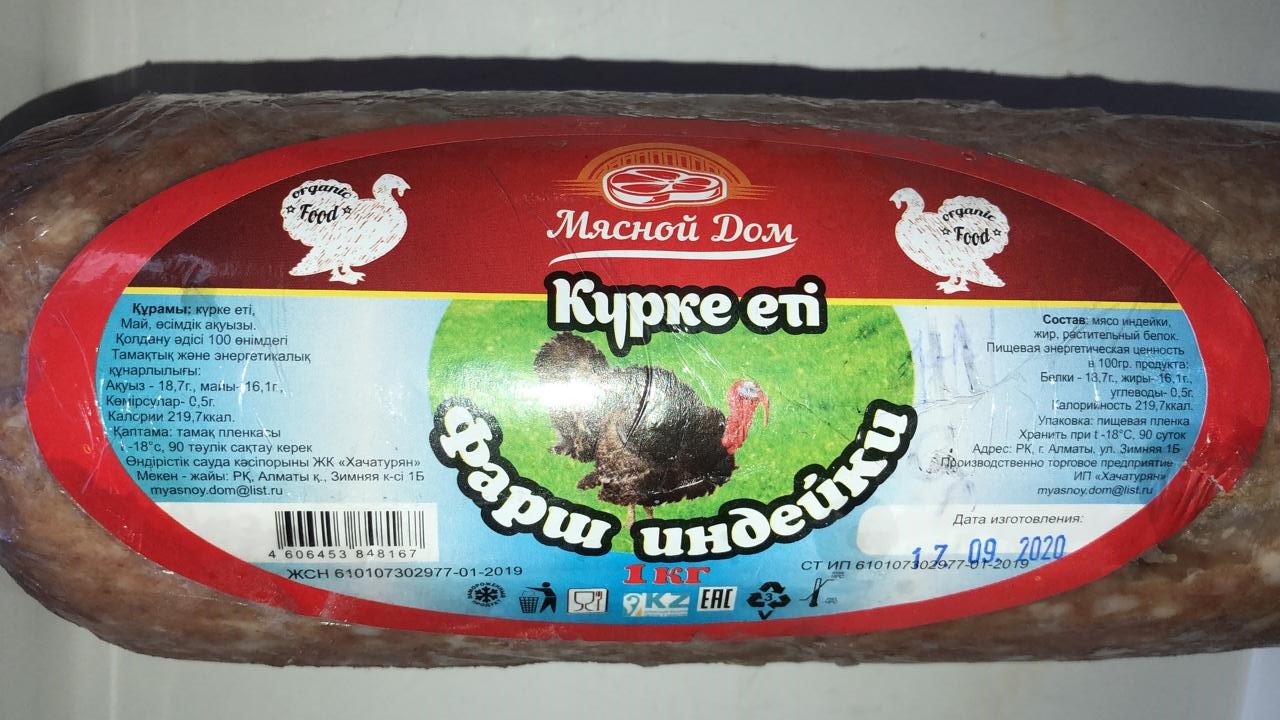 organic
Food
Мясной Дом
organic
Food
Күрке еті
Құрамы: күрке еті,
Май, өсімдік ақуызы.
Қолдану әдісі 100 өнімдегі
Тамақтық және энергетикалық
құнарлылығы:
Ақуыз - 18,7г., майы- 16,1г.,
Көмірсулар- 0,5г.
Калории 219,7ккал.
Қаптама: тамақ пленкасы
t -18°с, 90 тәулік сақтау керек
Өндірістік сауда кәсіпорыны ЖК «Хачатурян»
Мекен - жайы: РҚ, Алматы қ., Зимняя к-сі 1Б
myasnoy.dom@list.ru
4 606453 848167
ЖСН 610107302977-01-2019
Фарш индейки
1кг
Состав: мясо индейки,
жир, растительный белок.
Пищевая энергетическая ценность
в 100гр. продукта:
Белки - 18,7г., жиры- 16,1г.,
углеводы- 0,5г.
Калорийность 219,7ккал.
Упаковка: пищевая пленка
Хранить при t -18°С, 90 суток
Адрес: РК, г. Алматы, ул. Зимняя 1Б
Производственно торговое предприятие
ИП «Хачатурян»
myasnoy.dom@list.ru
Дата изготовления:
17. 09. 2020
СТ ИП 610107302977-01-2019
KZ
EAC
3